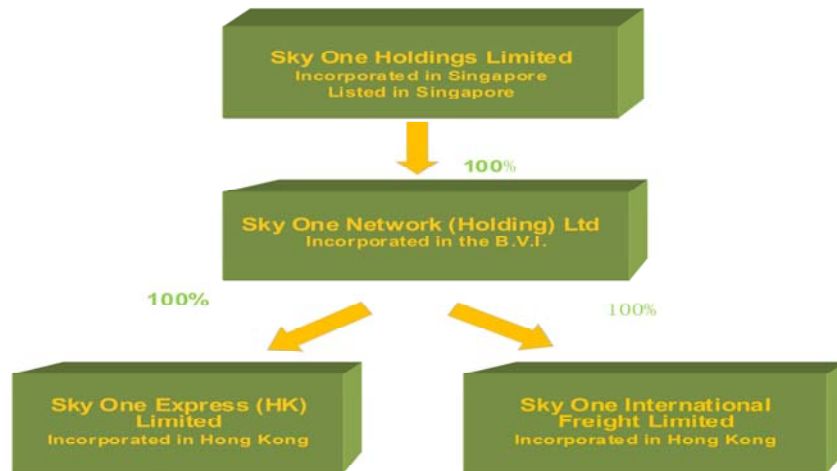 Sky One Holdings Limited
Incorporated in Singapore
Listed in Singapore
100%
Sky One Network (Holding) Ltd
Incorporated in the B.V.I.
100%
100%
Sky One Express (HK)
Limited
Incorporated in Hong Kong
Sky One International
Freight Limited
Incorporated in Hong Kong